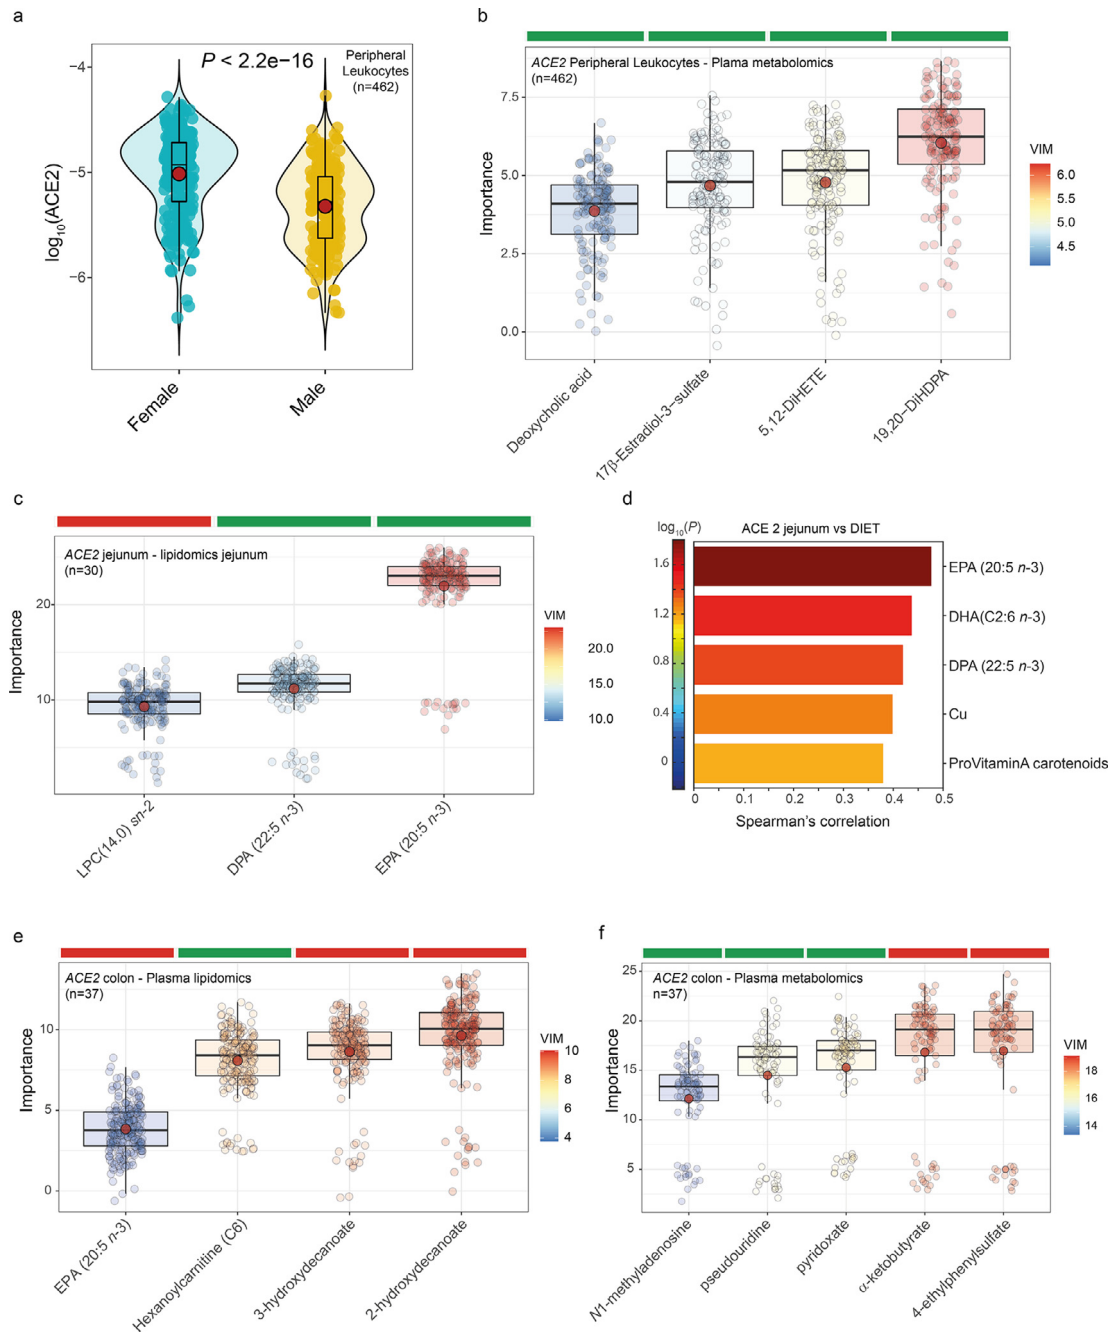 a
P < 2.2e−16
Peripheral
Leukocytes
(n=462)
log10(ACE2)
−4
−5
−6
Female
Male
b
ACE2 Peripheral Leukocytes - Plama metabolomics
(n=462)
Importance
7.5
5.0
2.5
0.0
Deoxycholic acid
17β-Estradiol-3−sulfate
5,12-DiHETE
19,20−DiHDPA
VIM
6.0
5.5
5.0
4.5
c
ACE2 jejunum - lipidomics jejunum
(n=30)
Importance
20
10
LPC(14.0) sn-2
DPA (22:5 n-3)
EPA (20:5 n-3)
VIM
20.0
15.0
10.0
d
log10(P)
ACE 2 jejunum vs DIET
1.6
1.2
0.8
0.4
0
EPA (20:5 n-3)
DHA(C2:6 n-3)
DPA (22:5 n-3)
Cu
ProVitaminA carotenoids
0
0.1
0.2
0.3
0.4
0.5
Spearman's correlation
e
ACE2 colon - Plasma lipidomics
(n=37)
Importance
10
5
0
EPA (20:5 n-3)
Hexanoylcarnitine (C6)
3-hydroxydecanoate
2-hydroxydecanoate
VIM
10
8
6
4
f
ACE2 colon - Plasma metabolomics
n=37)
Importance
25
20
15
10
5
N1-methyladenosine
pseudouridine
pyridoxate
α-ketobutyrate
4-ethylphenylsulfate
VIM
18
16
14